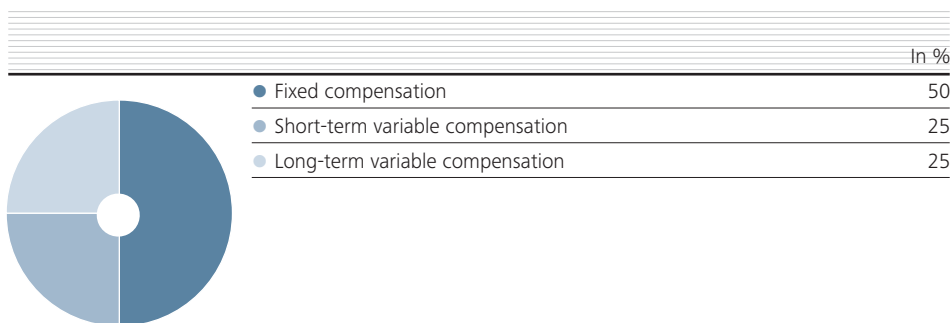 In %
Fixed compensation 50
Short-term variable compensation 25
Long-term variable compensation 25